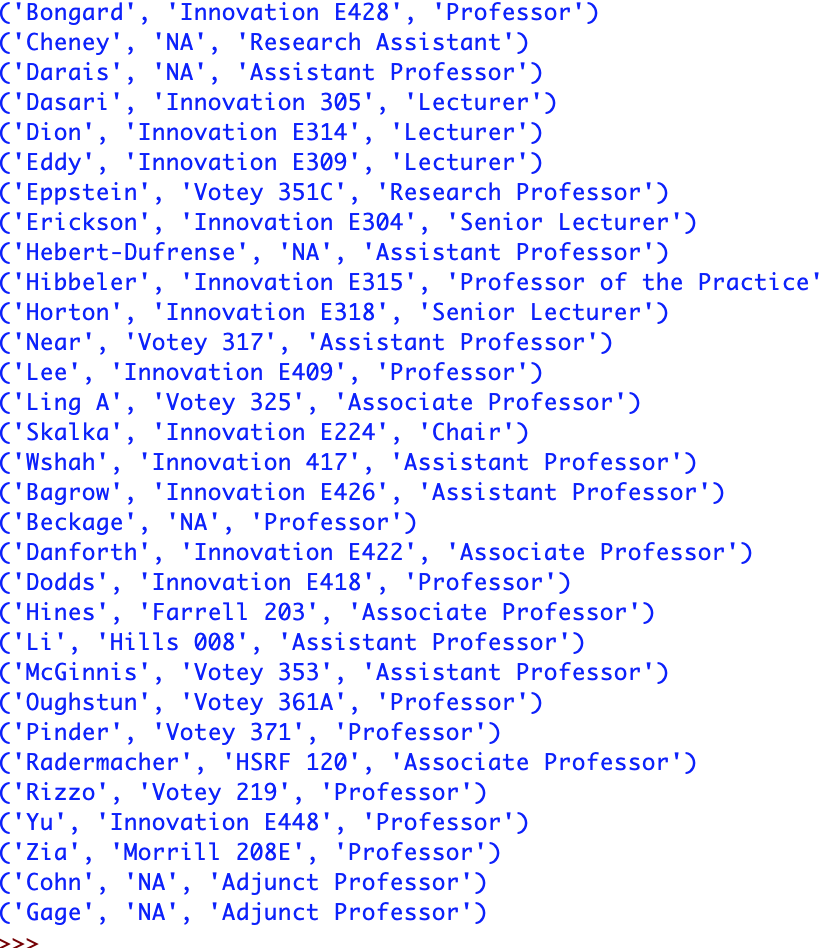 ('Bongard', 'Innovation E428', 'Professor')
('Cheney', 'NA', 'Research Assistant')
('Darais', 'NA', 'Assistant Professor')
('Dasari', 'Innovation 305', 'Lecturer')
('Dion', 'Innovation E314', 'Lecturer')
('Eddy', 'Innovation E309', 'Lecturer')
('Eppstein', 'Votey 351C', 'Research Professor')
('Erickson', 'Innovation E304', 'Senior Lecturer')
('Hebert-Dufrense', 'NA', 'Assistant Professor')
('Hibbeler', 'Innovation E315', 'Professor of the Practice'
('Horton', 'Innovation E318', 'Senior Lecturer')
('Near', 'Votey 317', 'Assistant Professor')
('Lee', 'Innovation E409', 'Professor')
('Ling A', 'Votey 325', 'Associate Professor')
('Skalka', 'Innovation E224', 'Chair')
('Wshah', 'Innovation 417', 'Assistant Professor')
('Bagrow', 'Innovation E426', 'Assistant Professor')
('Beckage', 'NA', 'Professor')
('Danforth', 'Innovation E422', 'Associate Professor')
('Dodds', 'Innovation E418', 'Professor')
('Hines', 'Farrell 203', 'Associate Professor')
('Li', 'Hills 008', 'Assistant Professor')
('McGinnis', 'Votey 353', 'Assistant Professor')
('Oughstun', 'Votey 361A', 'Professor')
('Pinder', 'Votey 371', 'Professor')
('Radermacher', 'HSRF 120', 'Associate Professor')
('Rizzo', 'Votey 219', 'Professor')
('Yu', 'Innovation E448', 'Professor')
('Zia', 'Morrill 208E', 'Professor')
('Cohn', 'NA', 'Adjunct Professor')
('Gage', 'NA', 'Adjunct Professor')
>>>